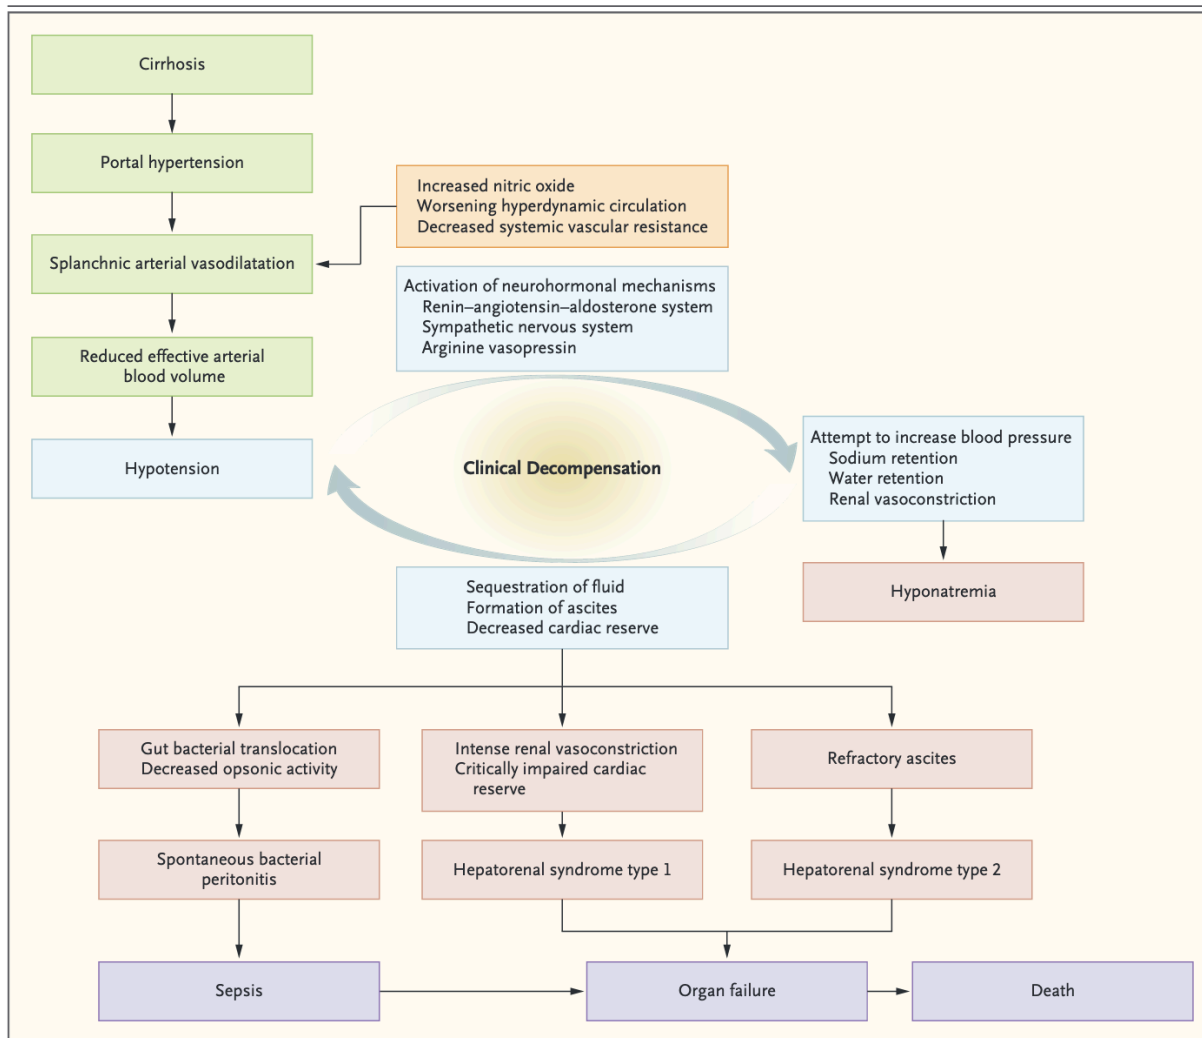 Cirrhosis
Portal hypertension
Increased nitric oxide
Worsening hyperdynamic circulation
Decreased systemic vascular resistance
Splanchnic arterial vasodilatation
Activation of neurohormonal mechanisms
Renin–angiotensin–aldosterone system
Sympathetic nervous system
Arginine vasopressin
Reduced effective arterial
blood volume
Hypotension
Clinical Decompensation
Attempt to increase blood pressure
Sodium retention
Water retention
Renal vasoconstriction
Hyponatremia
Sequestration of fluid
Formation of ascites
Decreased cardiac reserve
Gut bacterial translocation
Decreased opsonic activity
Intense renal vasoconstriction
Critically impaired cardiac
reserve
Refractory ascites
Spontaneous bacterial
peritonitis
Hepatorenal syndrome type 1
Hepatorenal syndrome type 2
Sepsis
Organ failure
Death